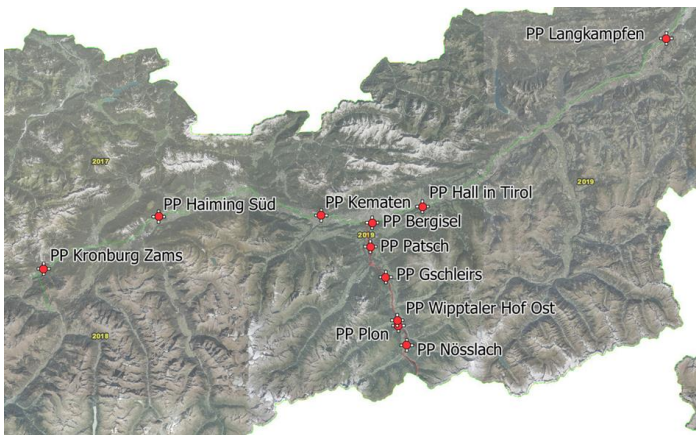 PP Langkampfen
2017
2019
PP Hall in Tirol
PP Haiming Süd
PP Kematen
PP Bergisel
2019
PP Patsch
PP Kronburg Zams
PP Gschleirs
PP Wipptaler Hof Ost
PP Plon
2018
PP Nösslach